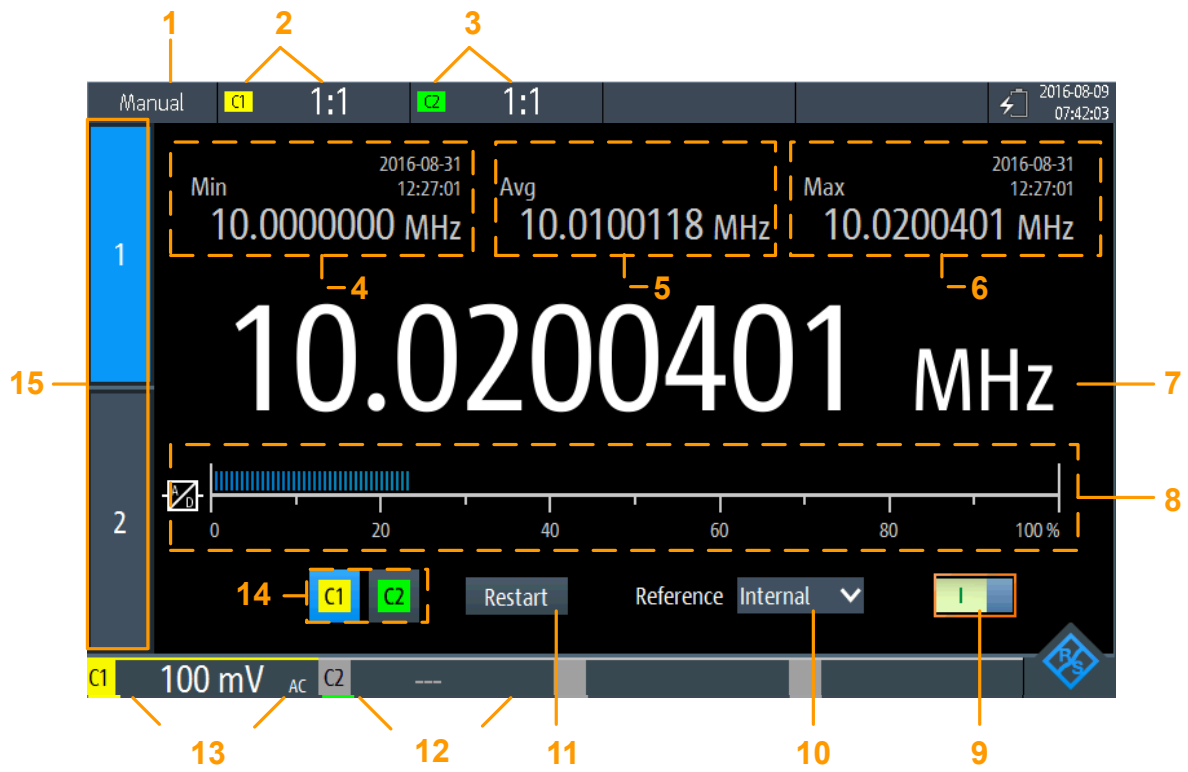 1 2 3
Manual C1 1:1 C2 1:1 2016-08-09
07:42:03
2016-08-31 2016-08-31
Min 12:27:01 Avg Max 12:27:01
10.0000000 MHz 10.0100118 MHz 10.0200401 MHz
1
4 5 6
10.0200401 MHz
15 7
A/D
8
2 0 20 40 60 80 100 %
14 C1 C2 Restart Reference Internal I
R/S
C1 100 mV AC C2 ---
13 12 11 10 9